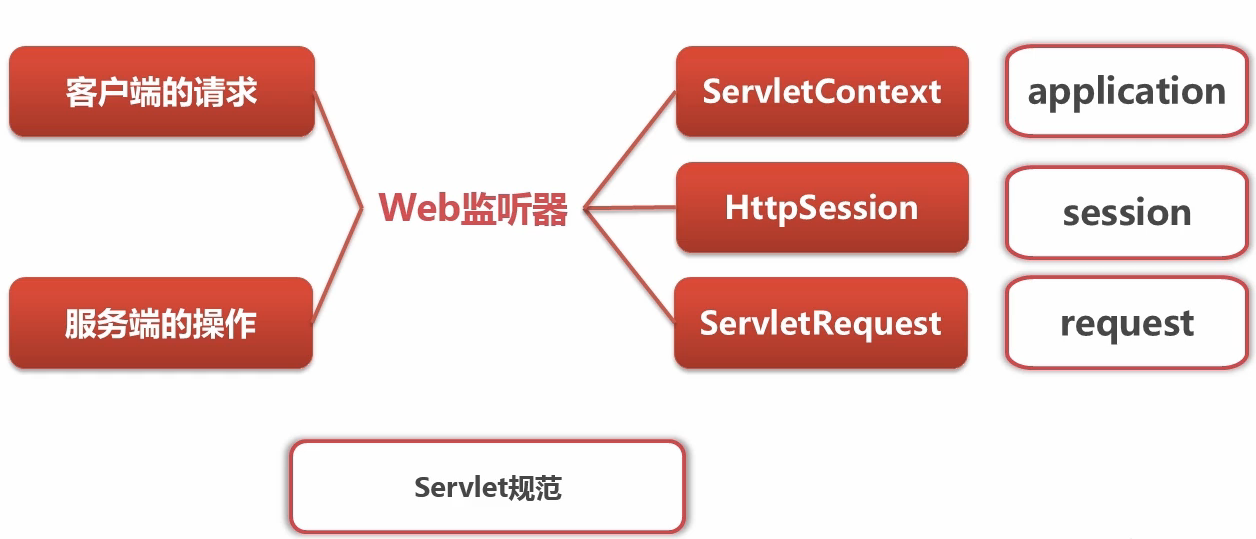 客户端的请求
服务端的操作
Web监听器
ServletContext
application
HttpSession
session
ServletRequest
request
Servlet规范